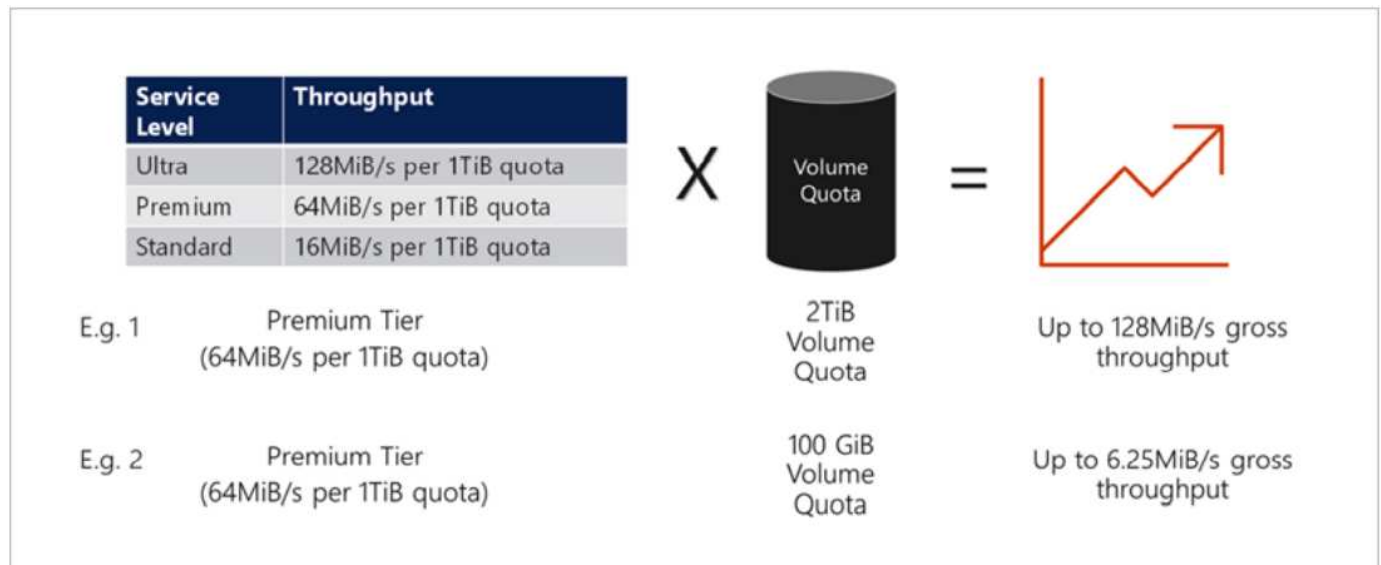 Service Level Throughput
Ultra 128MiB/s per 1TiB quota
Premium 64MiB/s per 1TiB quota
Standard 16MiB/s per 1TiB quota
X
Volume
Quota
=
E.g. 1
Premium Tier
(64MiB/s per 1TiB quota)
2TiB
Volume
Quota
Up to 128MiB/s gross
throughput
E.g. 2
Premium Tier
(64MiB/s per 1TiB quota)
100 GiB
Volume
Quota
Up to 6.25MiB/s gross
throughput